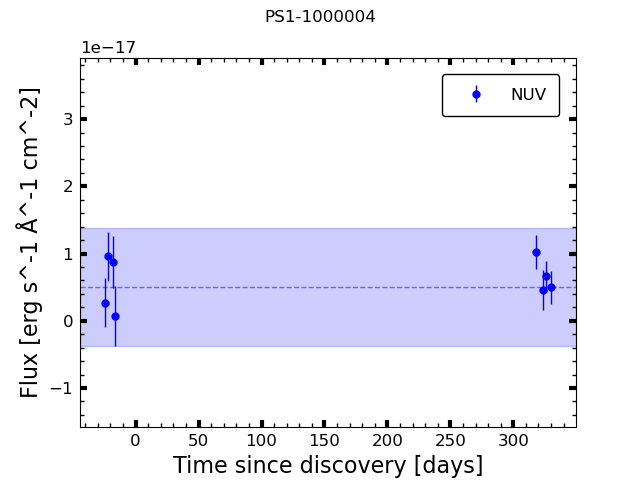 PS1-1000004
1e−17
NUV
3
2
1
0
−1
Flux [erg s^-1 Å^-1 cm^-2]
0 50 100 150 200 250 300
Time since discovery [days]